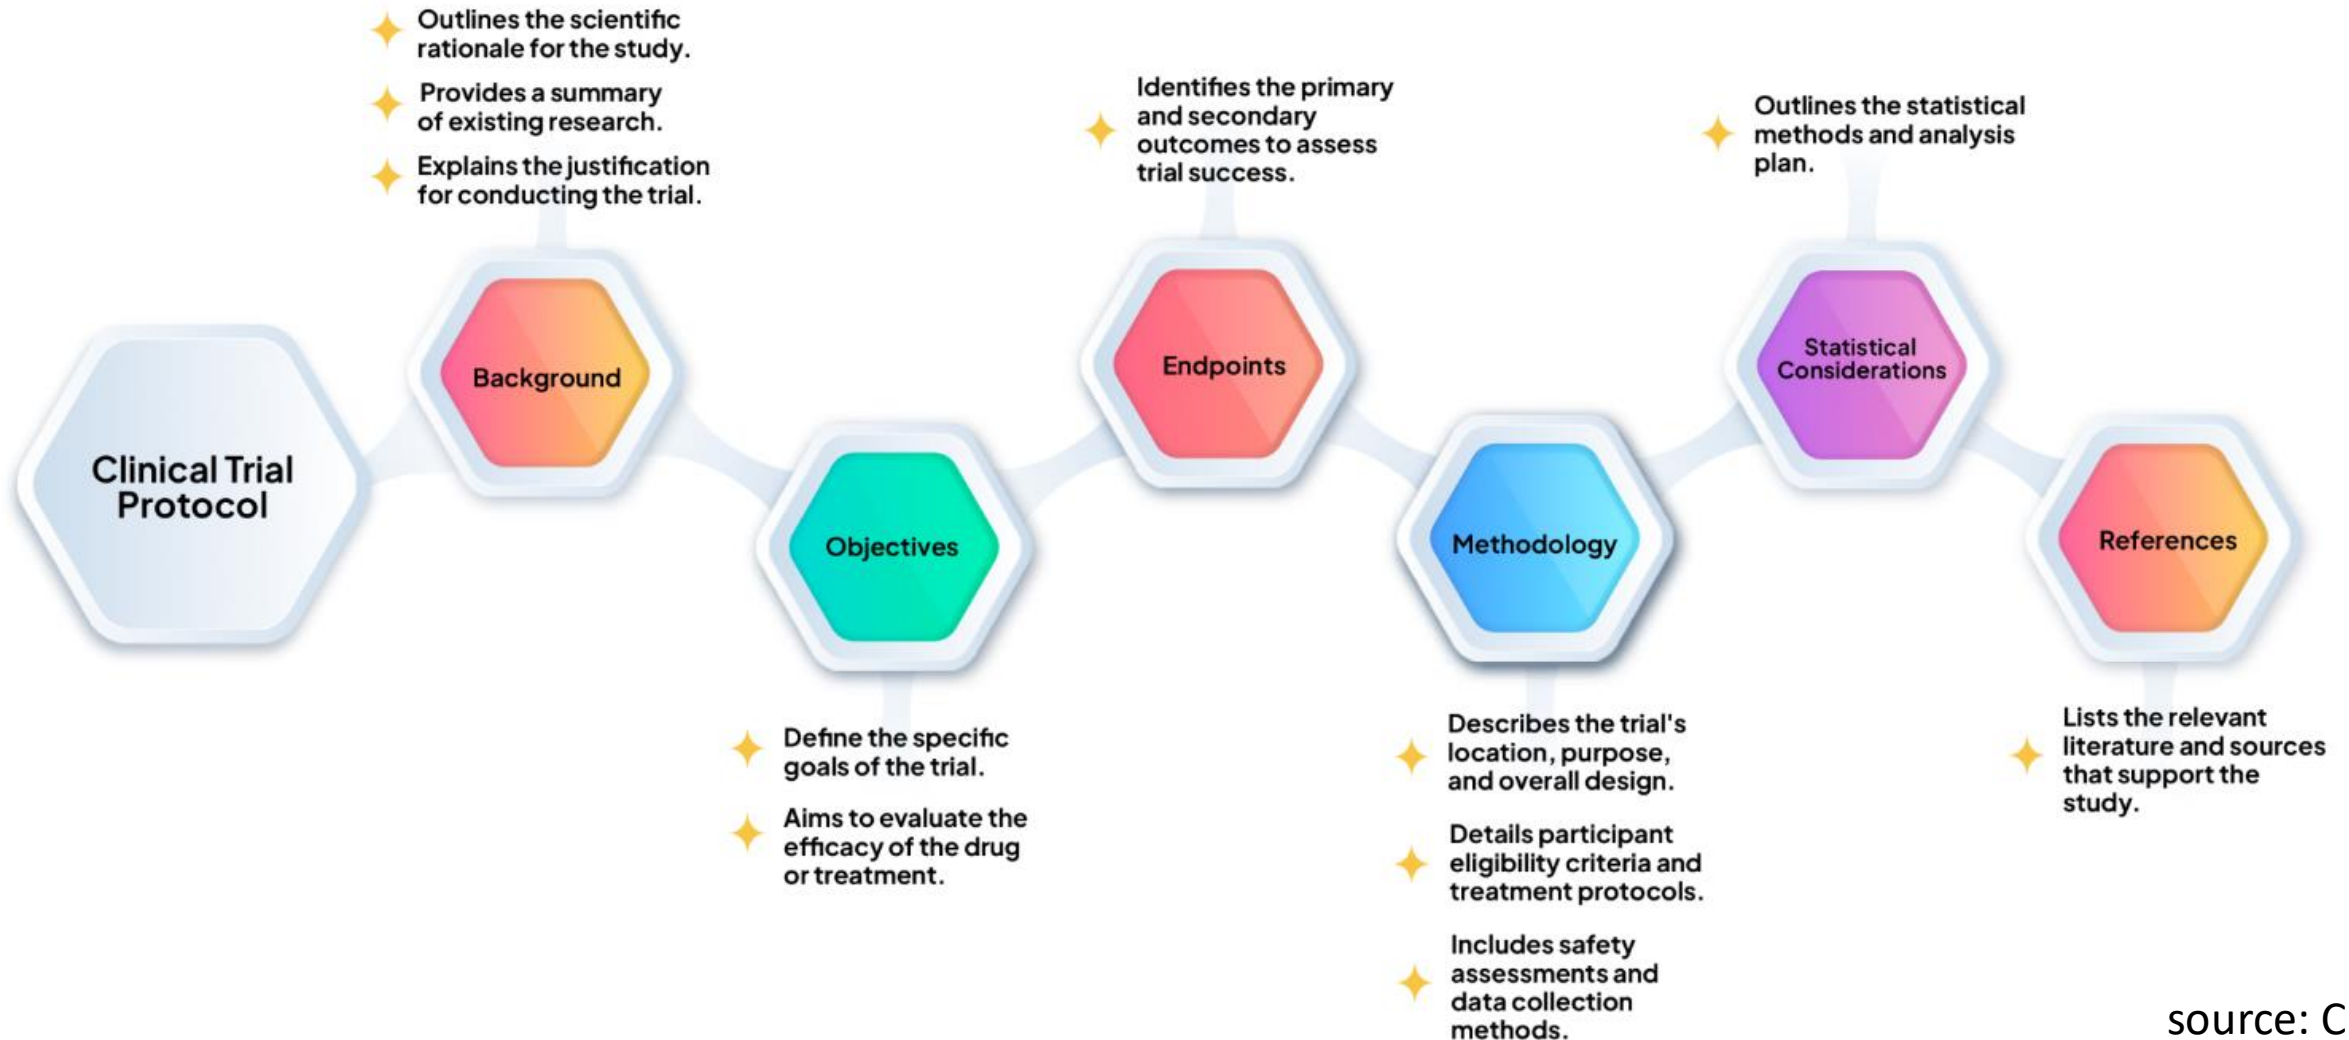 Clinical Trial
Protocol
Outlines the scientific
rationale for the study.
Provides a summary
of existing research.
Explains the justification
for conducting the trial.
Background
Objectives
Define the specific
goals of the trial.
Aims to evaluate the
efficacy of the drug
or treatment.
Identifies the primary
and secondary
outcomes to assess
trial success.
Endpoints
Methodology
Describes the trial's
location, purpose,
and overall design.
Details participant
eligibility criteria and
treatment protocols.
Includes safety
assessments and
data collection
methods.
Outlines the statistical
methods and analysis
plan.
Statistical
Considerations
References
Lists the relevant
literature and sources
that support the
study.
source: C